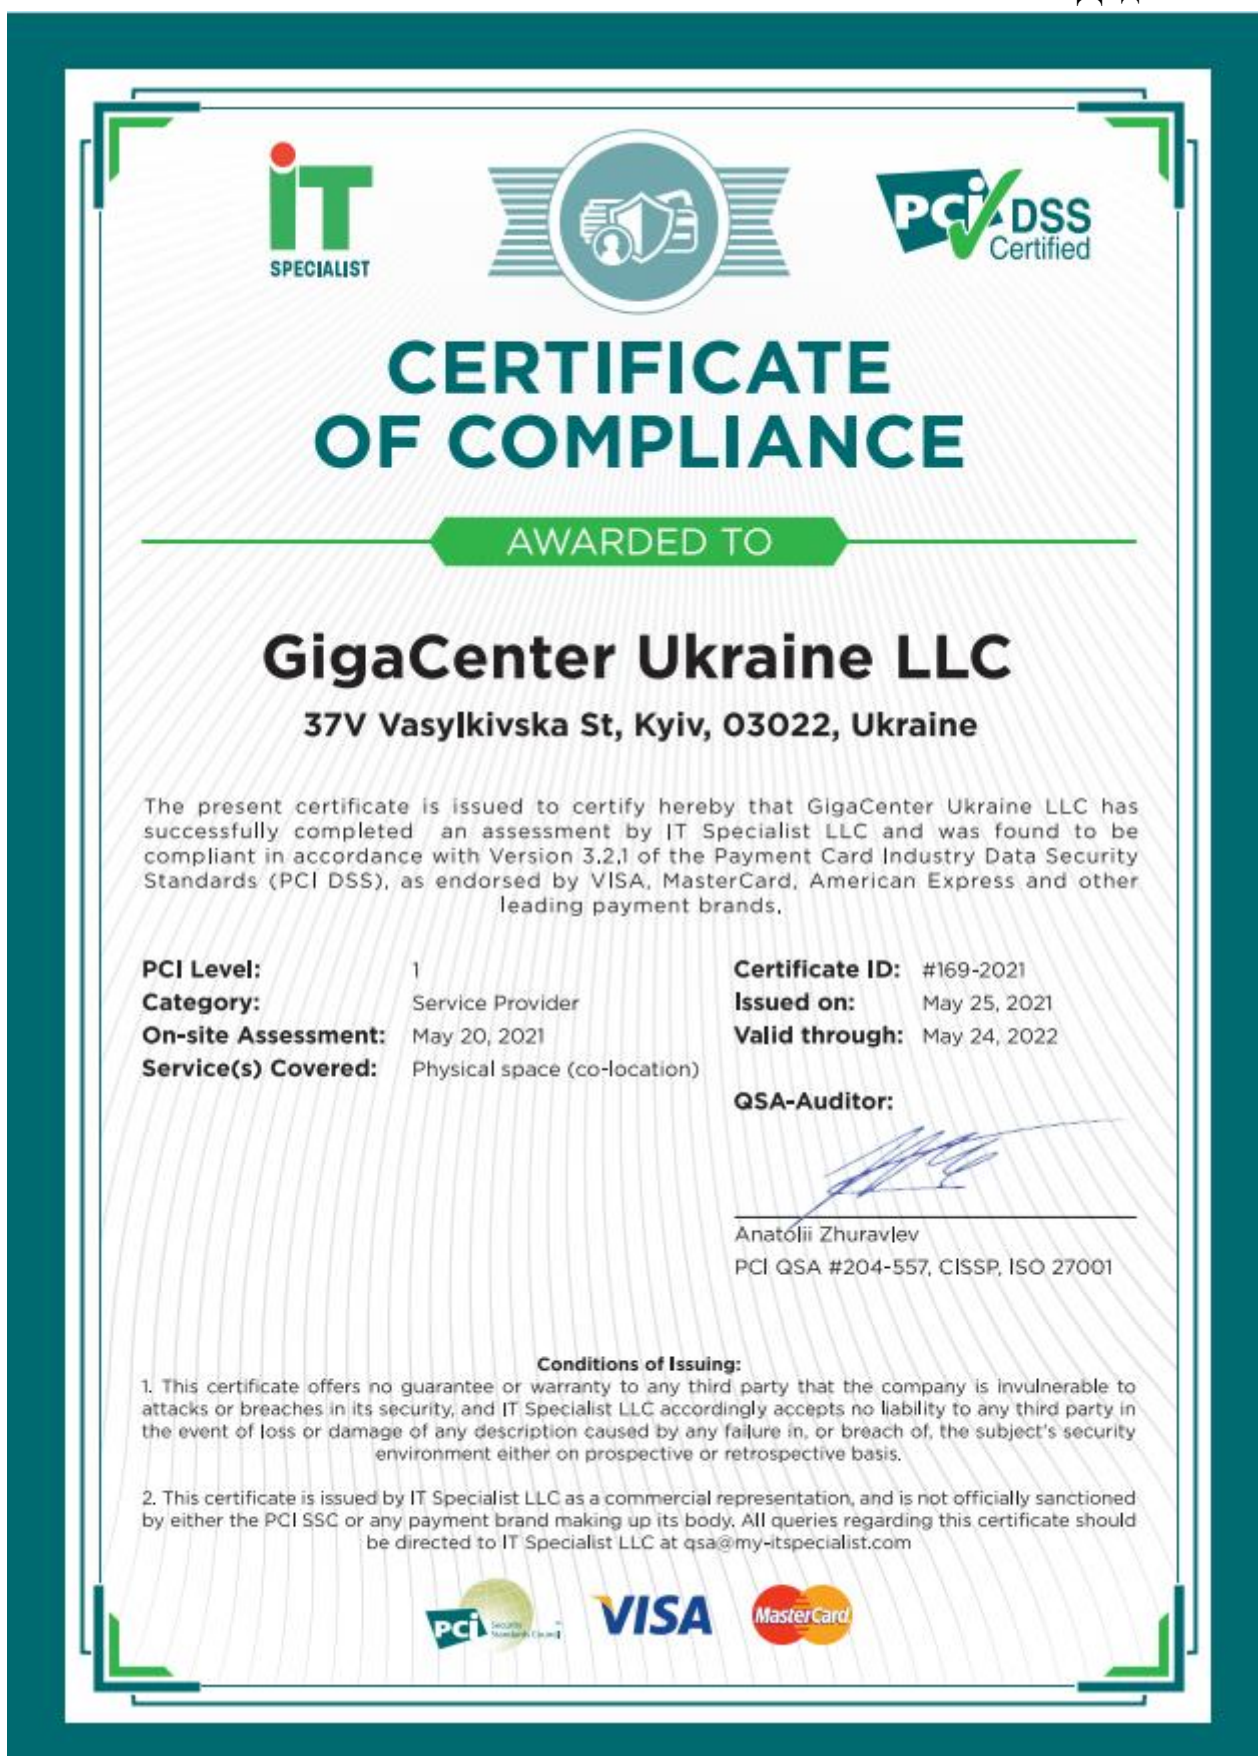 iT
SPECIALIST
PCi DSS
Certified
CERTIFICATE
OF COMPLIANCE
AWARDED TO
GigaCenter Ukraine LLC
37V Vasylkivska St, Kyiv, 03022, Ukraine
The present certificate is issued to certify hereby that GigaCenter Ukraine LLC has
successfully completed an assessment by IT Specialist LLC and was found to be
compliant in accordance with Version 3.2.1 of the Payment Card Industry Data Security
Standards (PCI DSS), as endorsed by VISA, MasterCard, American Express and other
leading payment brands.
PCI Level: 1 Certificate ID: #169-2021
Category: Service Provider Issued on: May 25, 2021
On-site Assessment: May 20, 2021 Valid through: May 24, 2022
Service(s) Covered: Physical space (co-location)
QSA-Auditor:
Anatolii Zhuravlev
PCI QSA #204-557, CISSP, ISO 27001
Conditions of Issuing:
1. This certificate offers no guarantee or warranty to any third party that the company is invulnerable to
attacks or breaches in its security, and IT Specialist LLC accordingly accepts no liability to any third party in
the event of loss or damage of any description caused by any failure in, or breach of, the subject's security
environment either on prospective or retrospective basis.
2. This certificate is issued by IT Specialist LLC as a commercial representation, and is not officially sanctioned
by either the PCI SSC or any payment brand making up its body. All queries regarding this certificate should
be directed to IT Specialist LLC at qsa@my-itspecialist.com
PCi Security
Standards Council
VISA
MasterCard